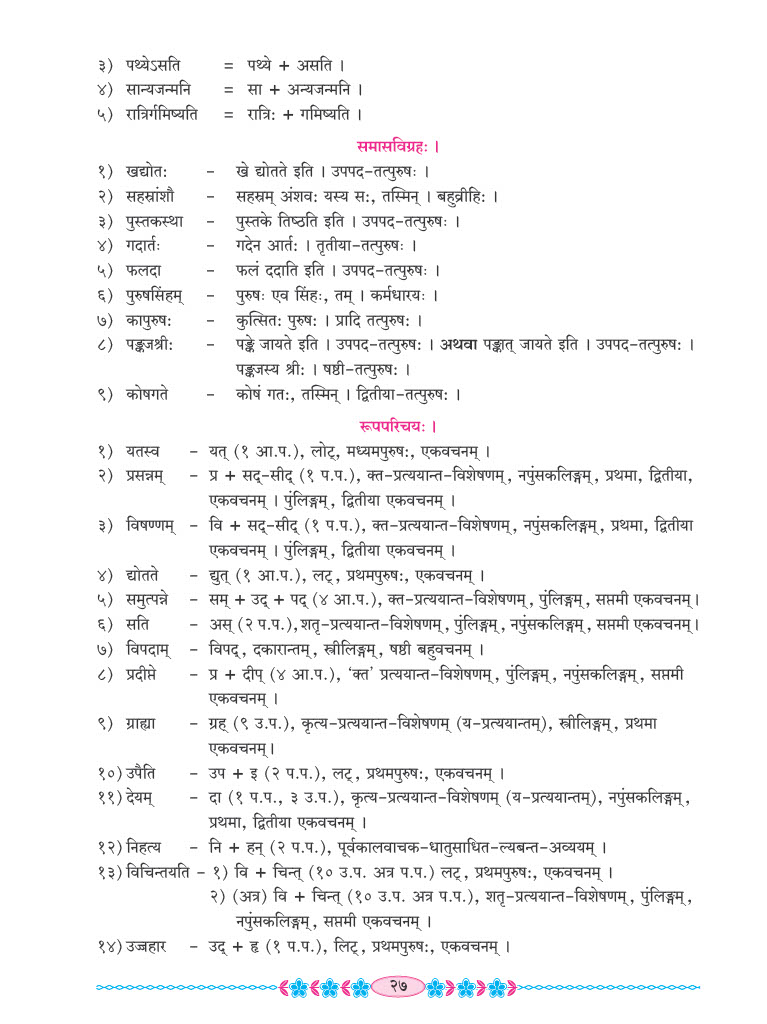 ३) पथ्येऽसति = पथ्ये + असति ।
४) सान्यजन्मनि = सा + अन्यजन्मनि ।
५) रात्रिर्गमिष्यति = रात्रिः + गमिष्यति ।
समासविग्रहः ।
१) खद्योतः - खे द्योतते इति । उपपद-तत्पुरुषः ।
२) सहस्रांशौ - सहस्रम् अंशवः यस्य सः, तस्मिन् । बहुव्रीहिः ।
३) पुस्तकस्था - पुस्तके तिष्ठति इति । उपपद-तत्पुरुषः ।
४) गदार्तः - गदेन आर्तः । तृतीया-तत्पुरुषः ।
५) फलदा - फलं ददाति इति । उपपद-तत्पुरुषः ।
६) पुरुषसिंहम् - पुरुषः एव सिंहः, तम् । कर्मधारयः ।
७) कापुरुषः - कुत्सितः पुरुषः । प्रादि तत्पुरुषः ।
८) पङ्कजश्रीः - पङ्के जायते इति । उपपद-तत्पुरुषः । अथवा पङ्कात् जायते इति । उपपद-तत्पुरुषः ।
पङ्कजस्य श्रीः । षष्ठी-तत्पुरुषः ।
९) कोषगते - कोषं गतः, तस्मिन् । द्वितीया-तत्पुरुषः ।
रूपपरिचयः ।
१) यतस्व - यत् (१ आ.प.), लोट्, मध्यमपुरुषः, एकवचनम् ।
२) प्रसन्नम् - प्र + सद्-सीद् (१ प.प.), क्त-प्रत्ययान्त-विशेषणम्, नपुंसकलिङ्गम्, प्रथमा, द्वितीया,
एकवचनम् । पुंलिङ्गम्, द्वितीया एकवचनम् ।
३) विषण्णम् - वि + सद्-सीद् (१ प.प.), क्त-प्रत्ययान्त-विशेषणम्, नपुंसकलिङ्गम्, प्रथमा, द्वितीया
एकवचनम् । पुंलिङ्गम्, द्वितीया एकवचनम् ।
४) द्योतते - द्युत् (१ आ.प.), लट्, प्रथमपुरुषः, एकवचनम् ।
५) समुत्पन्ने - सम् + उद् + पद् (४ आ.प.), क्त-प्रत्ययान्त-विशेषणम्, पुंलिङ्गम्, सप्तमी एकवचनम् ।
६) सति - अस् (२ प.प.), शतृ-प्रत्ययान्त-विशेषणम्, पुंलिङ्गम्, नपुंसकलिङ्गम्, सप्तमी एकवचनम् ।
७) विपदाम् - विपद्, दकारान्तम्, स्त्रीलिङ्गम्, षष्ठी बहुवचनम् ।
८) प्रदीप्ते - प्र + दीप् (४ आ.प.), ‘क्त’ प्रत्ययान्त-विशेषणम्, पुंलिङ्गम्, नपुंसकलिङ्गम्, सप्तमी
एकवचनम् ।
९) ग्राह्या - ग्रह् (९ उ.प.), कृत्य-प्रत्ययान्त-विशेषणम् (य-प्रत्ययान्तम्), स्त्रीलिङ्गम्, प्रथमा
एकवचनम् ।
१०) उपैति - उप + इ (२ प.प.), लट्, प्रथमपुरुषः, एकवचनम् ।
११) देयम् - दा (१ प.प., ३ उ.प.), कृत्य-प्रत्ययान्त-विशेषणम् (य-प्रत्ययान्तम्), नपुंसकलिङ्गम्,
प्रथमा, द्वितीया एकवचनम् ।
१२) निहत्य - नि + हन् (२ प.प.), पूर्वकालवाचक-धातुसाधित-ल्यबन्त-अव्ययम् ।
१३) विचिन्तयति - १) वि + चिन्त् (१० उ.प. अत्र प.प.) लट्, प्रथमपुरुषः, एकवचनम् ।
२) (अत्र) वि + चिन्त् (१० उ.प. अत्र प.प.), शतृ-प्रत्ययान्त-विशेषणम्, पुंलिङ्गम्,
नपुंसकलिङ्गम्, सप्तमी एकवचनम् ।
१४) उज्जहार - उद् + हृ (१ प.प.), लिट्, प्रथमपुरुषः, एकवचनम् ।
२७